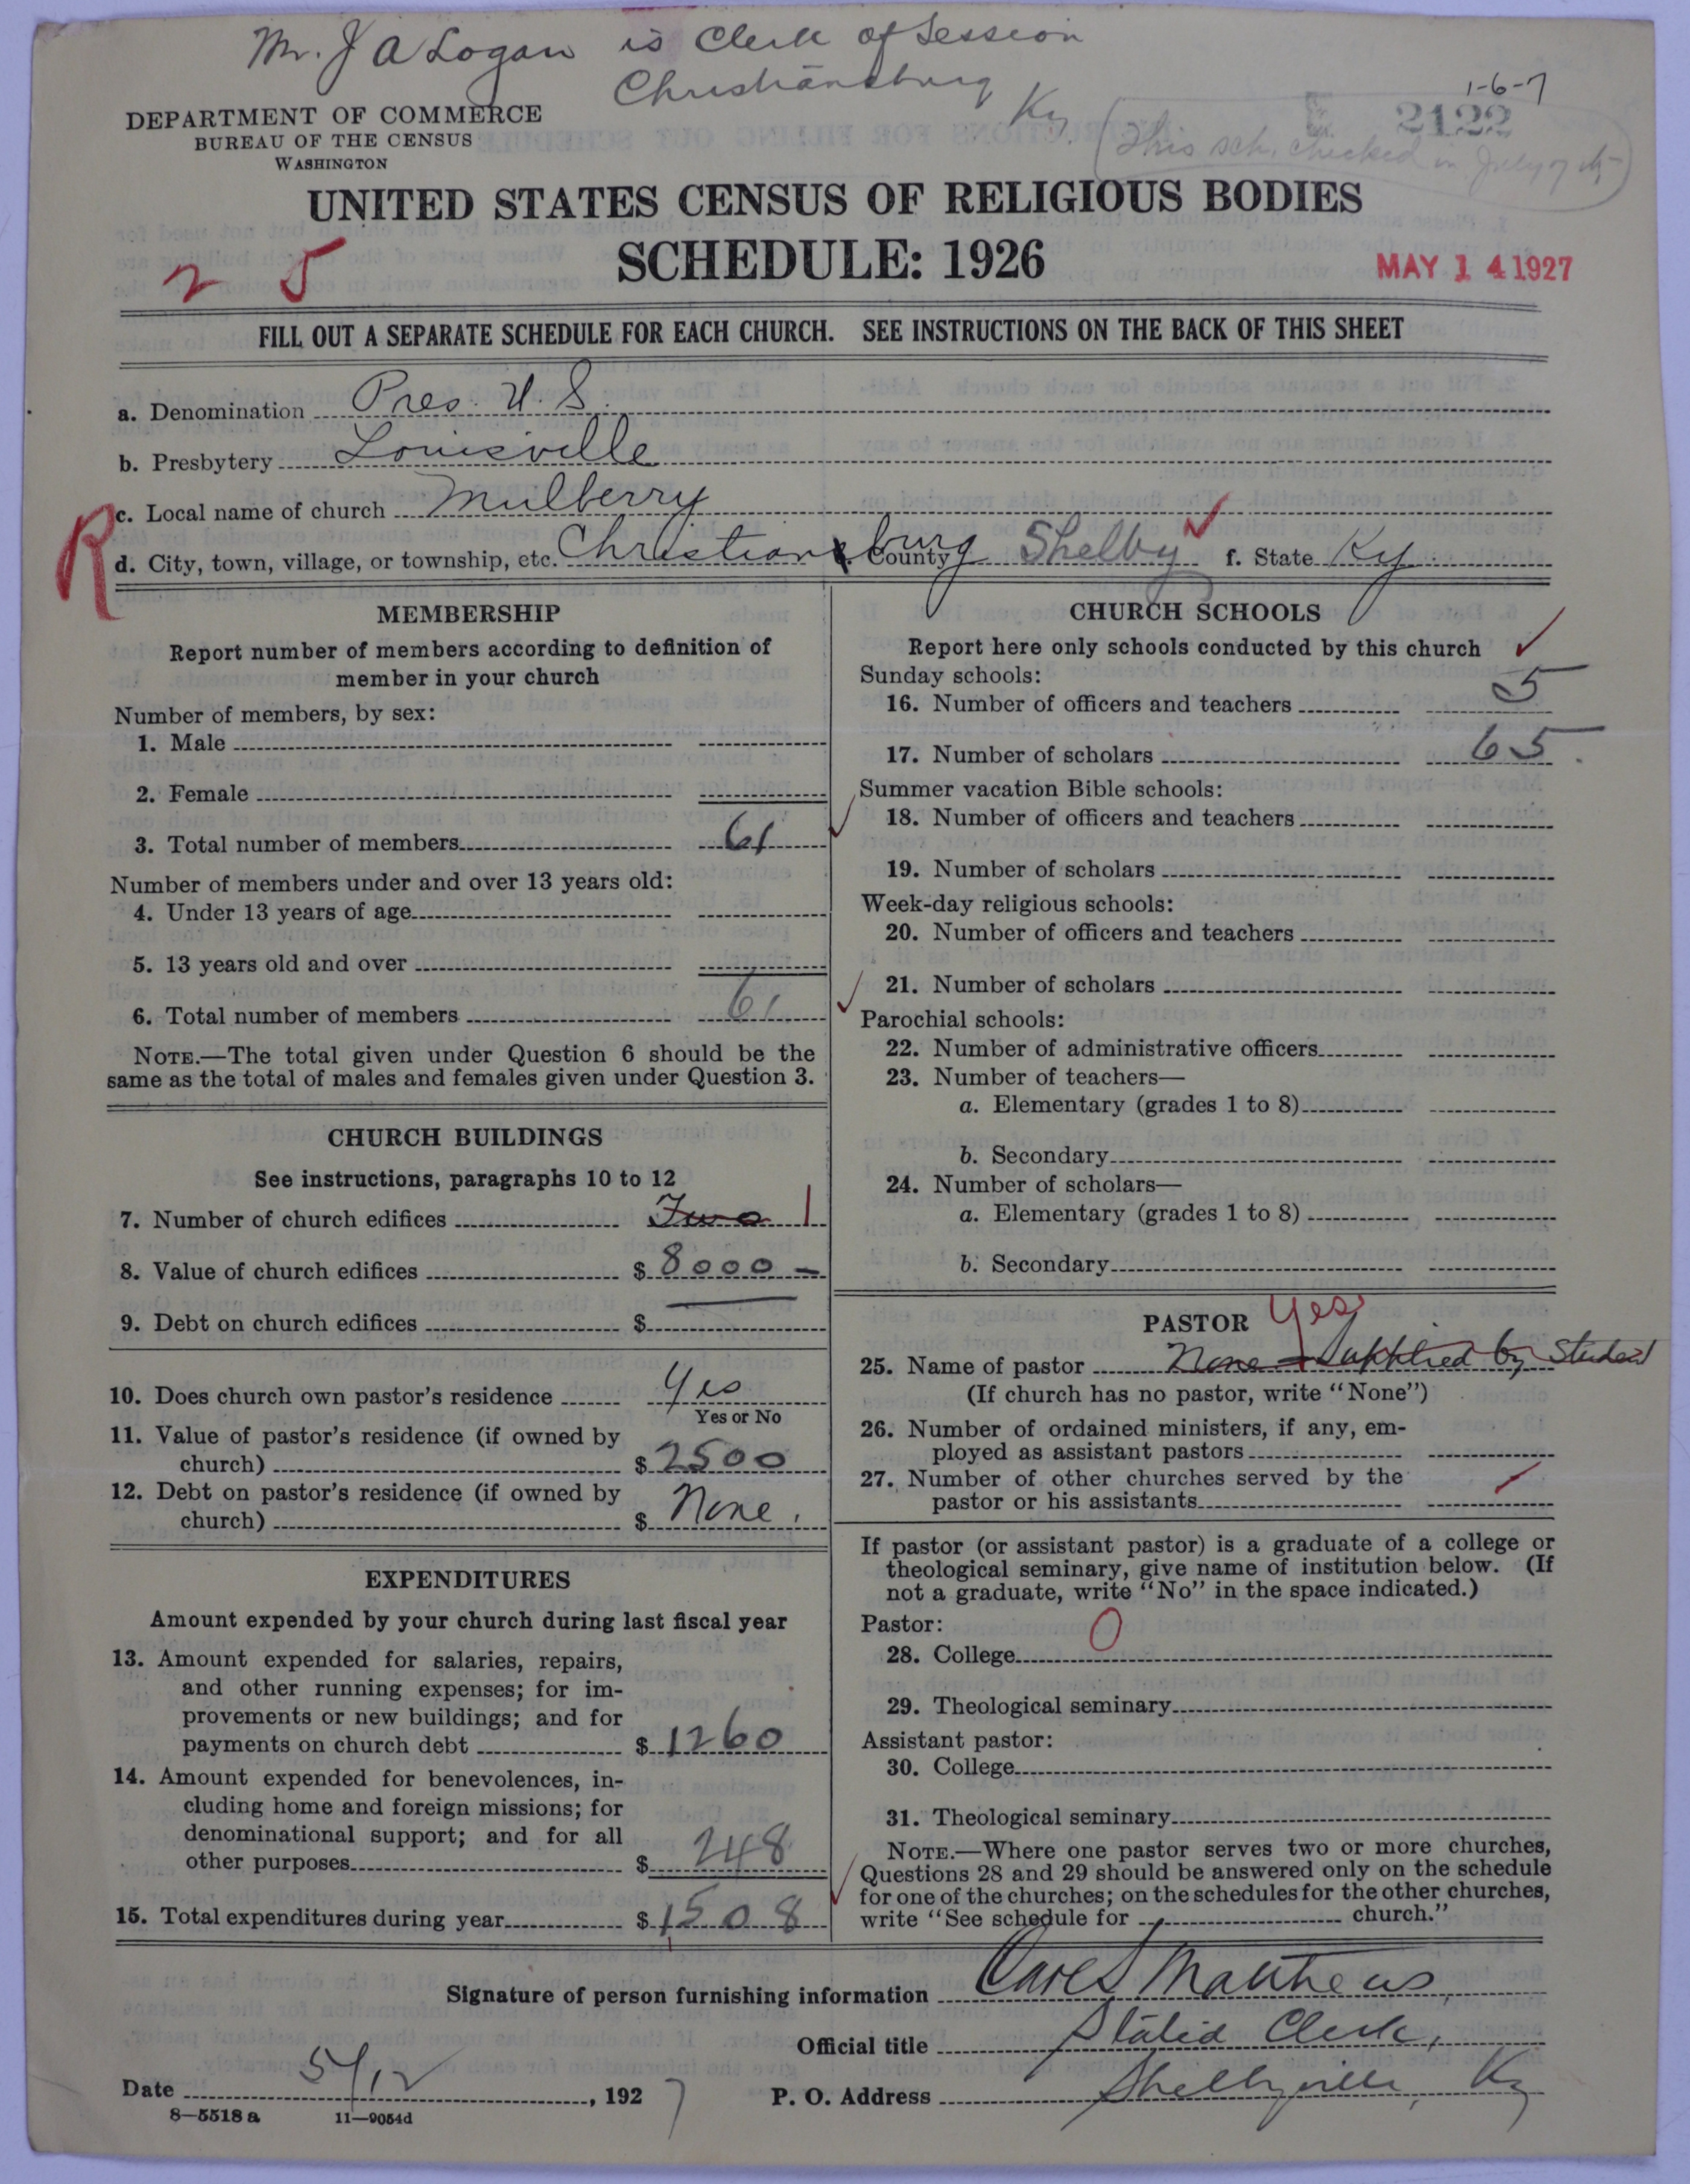 Mr. J A Logan is Clerk of Session
Christiansburg Ky.
1-6-7
2122
(This sch. checked in July 7
DEPARTMENT OF COMMERCE
BUREAU OF THE CENSUS
WASHINGTON
UNITED STATES CENSUS OF RELIGIOUS BODIES
SCHEDULE: 1926
2 5
MAY 14 1927
FILL OUT A SEPARATE SCHEDULE FOR EACH CHURCH. SEE INSTRUCTIONS ON THE BACK OF THIS SHEET
a. Denomination Pres. U. S.
b. Presbytery Louisville
R
c. Local name of church Mulberry
d. City, town, village, or township, etc. Christiansburg County Shelby f. State Ky
MEMBERSHIP
Report number of members according to definition of
member in your church
Number of members, by sex:
1. Male
2. Female
3. Total number of members 61
Number of members under and over 13 years old:
4. Under 13 years of age
5. 13 years old and over
6. Total number of members 61
NOTE.—The total given under Question 6 should be the
same as the total of males and females given under Question 3.
CHURCH BUILDINGS
See instructions, paragraphs 10 to 12
7. Number of church edifices Two 1
8. Value of church edifices $ 8000 —
9. Debt on church edifices $
10. Does church own pastor's residence Yes
Yes or No
11. Value of pastor's residence (if owned by
church) $ 2500
12. Debt on pastor's residence (if owned by
church) $ None.
EXPENDITURES
Amount expended by your church during last fiscal year
13. Amount expended for salaries, repairs,
and other running expenses; for im-
provements or new buildings; and for
payments on church debt $ 1260
14. Amount expended for benevolences, in-
cluding home and foreign missions; for
denominational support; and for all
other purposes $ 248
15. Total expenditures during year $ 1508
CHURCH SCHOOLS
Report here only schools conducted by this church
Sunday schools:
16. Number of officers and teachers 5
17. Number of scholars 65
Summer vacation Bible schools:
18. Number of officers and teachers
19. Number of scholars
Week-day religious schools:
20. Number of officers and teachers
21. Number of scholars
Parochial schools:
22. Number of administrative officers
23. Number of teachers—
a. Elementary (grades 1 to 8)
b. Secondary
24. Number of scholars—
a. Elementary (grades 1 to 8)
b. Secondary
PASTOR Yes
25. Name of pastor None — Supplied by Student
(If church has no pastor, write "None")
26. Number of ordained ministers, if any, em-
ployed as assistant pastors
27. Number of other churches served by the
pastor or his assistants
If pastor (or assistant pastor) is a graduate of a college or
theological seminary, give name of institution below. (If
not a graduate, write "No" in the space indicated.)
Pastor: 0
28. College
29. Theological seminary
Assistant pastor:
30. College
31. Theological seminary
NOTE.—Where one pastor serves two or more churches,
Questions 28 and 29 should be answered only on the schedule
for one of the churches; on the schedules for the other churches,
write "See schedule for church."
Signature of person furnishing information Matthews
Official title Stated Clerk,
Date 5/12, 1927 P. O. Address Shelbyville, Ky
8—5518 a 11—9054d